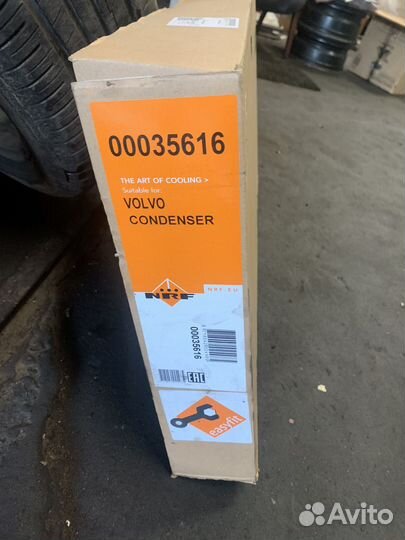 00035616
THE ART OF COOLING >
Suitable for:
VOLVO
CONDENSER
NRF
NRF.EU
00035616
EAC
easyfit
Avito